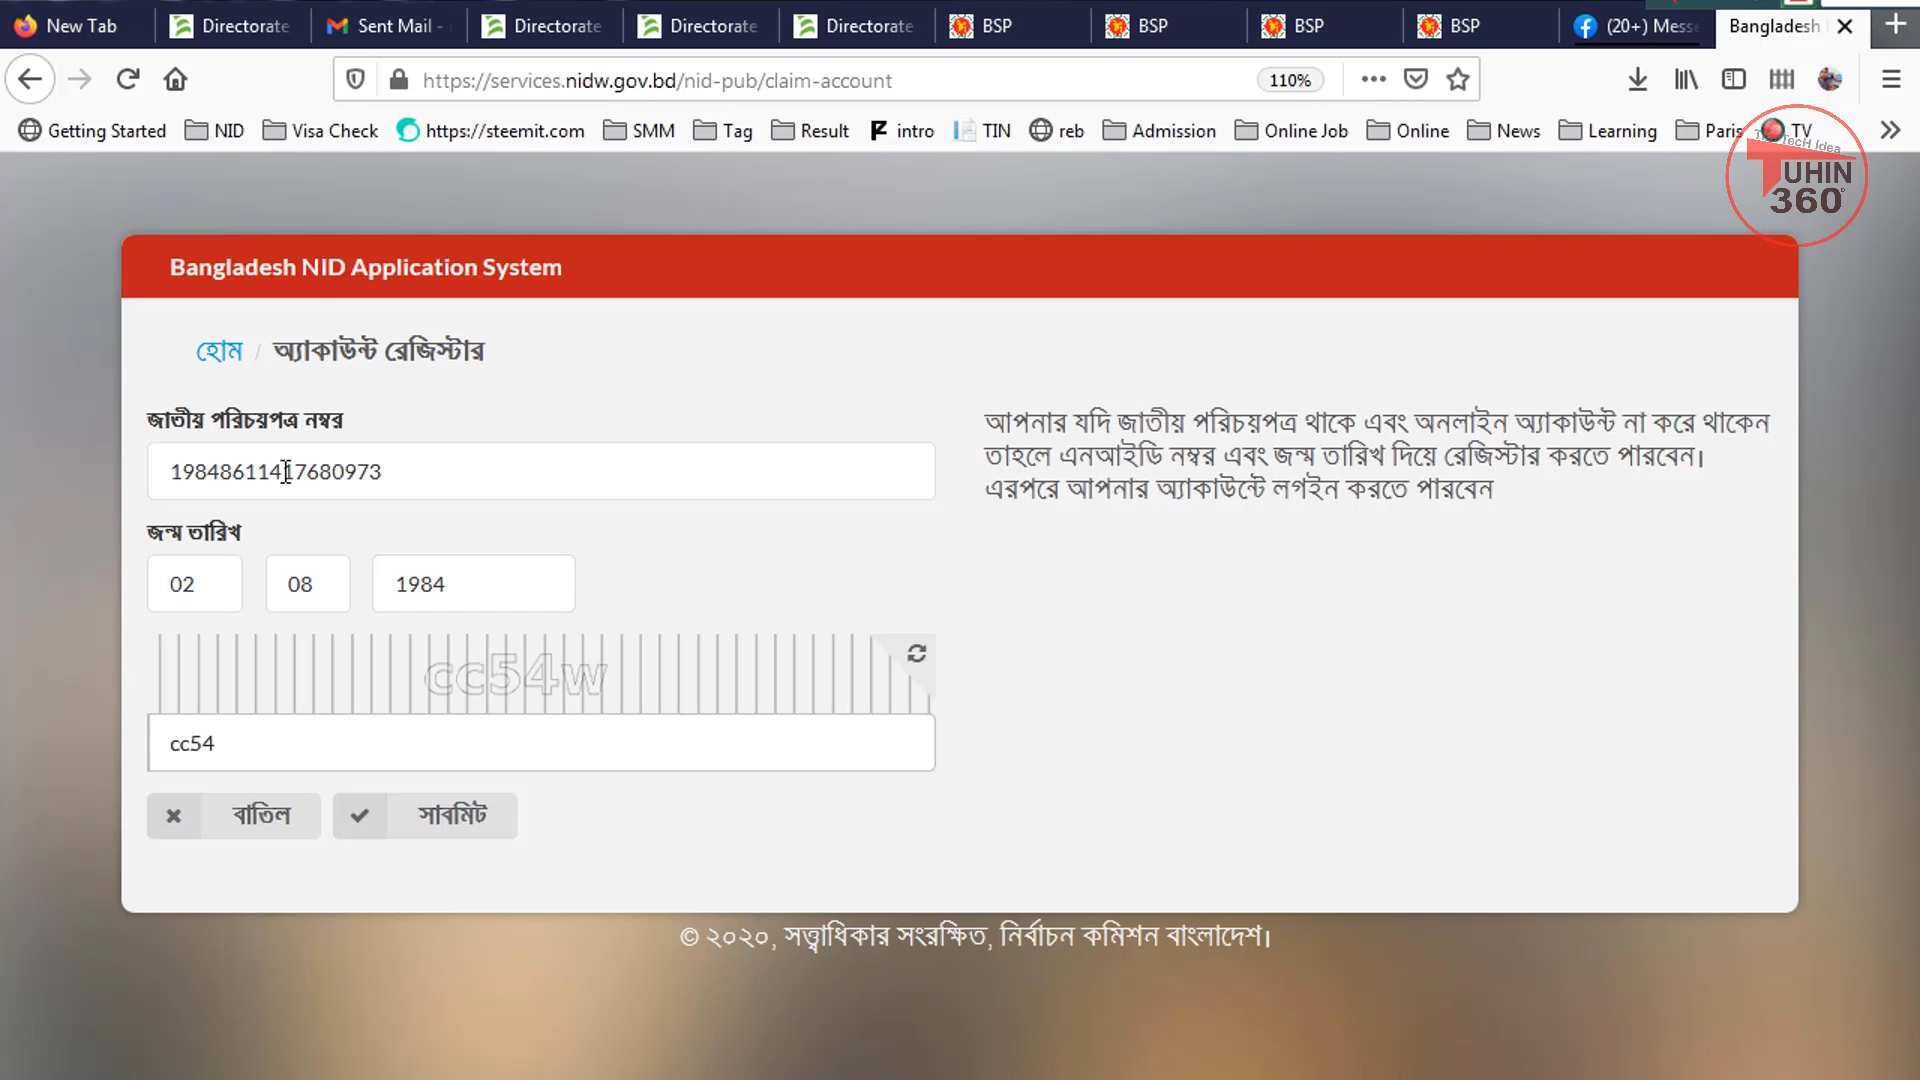 New Tab
Directorate
Sent Mail -
Directorate
Directorate
Directorate
BSP
BSP
BSP
BSP
(20+) Mess
Bangladesh
https://services.nidw.gov.bd/nid-pub/claim-account
110%
Getting Started
NID
Visa Check
https://steemit.com
SMM
Tag
Result
intro
TIN
reb
Admission
Online Job
Online
News
Learning
Paris
TV
TecH Idea
TUHIN
360°
Bangladesh NID Application System
হোম / অ্যাকাউন্ট রেজিস্টার
জাতীয় পরিচয়পত্র নম্বর
19848611417680973
আপনার যদি জাতীয় পরিচয়পত্র থাকে এবং অনলাইন অ্যাকাউন্ট না করে থাকেন
তাহলে এনআইডি নম্বর এবং জন্ম তারিখ দিয়ে রেজিস্টার করতে পারবেন।
এরপরে আপনার অ্যাকাউন্টে লগইন করতে পারবেন
জন্ম তারিখ
02
08
1984
cc54w
cc54
বাতিল
সাবমিট
© ২০২০, সত্ত্বাধিকার সংরক্ষিত, নির্বাচন কমিশন বাংলাদেশ।